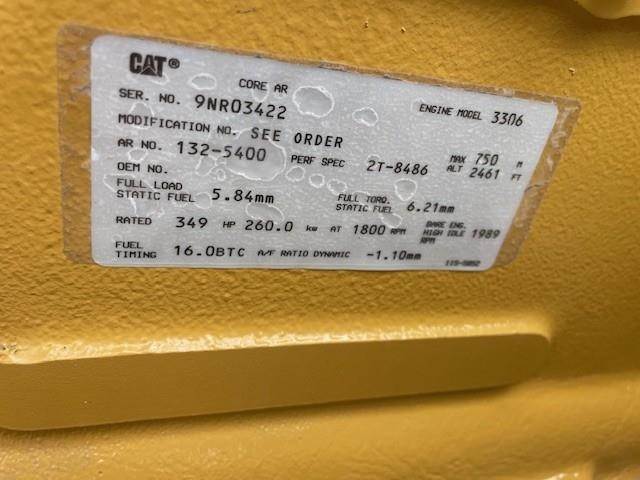 CAT®
CORE AR
SER. NO. 9NR03422 ENGINE MODEL 3306
MODIFICATION NO. SEE ORDER
AR NO. 132-5400 PERF SPEC 2T-8486 MAX ALT 750 M 2461 FT
OEM NO.
FULL LOAD STATIC FUEL 5.84mm FULL TORQ. STATIC FUEL 6.21mm
RATED 349 HP 260.0 kw AT 1800 RPM BARE ENG. HIGH IDLE RPM 1989
FUEL TIMING 16.0BTC A/F RATIO DYNAMIC -1.10mm